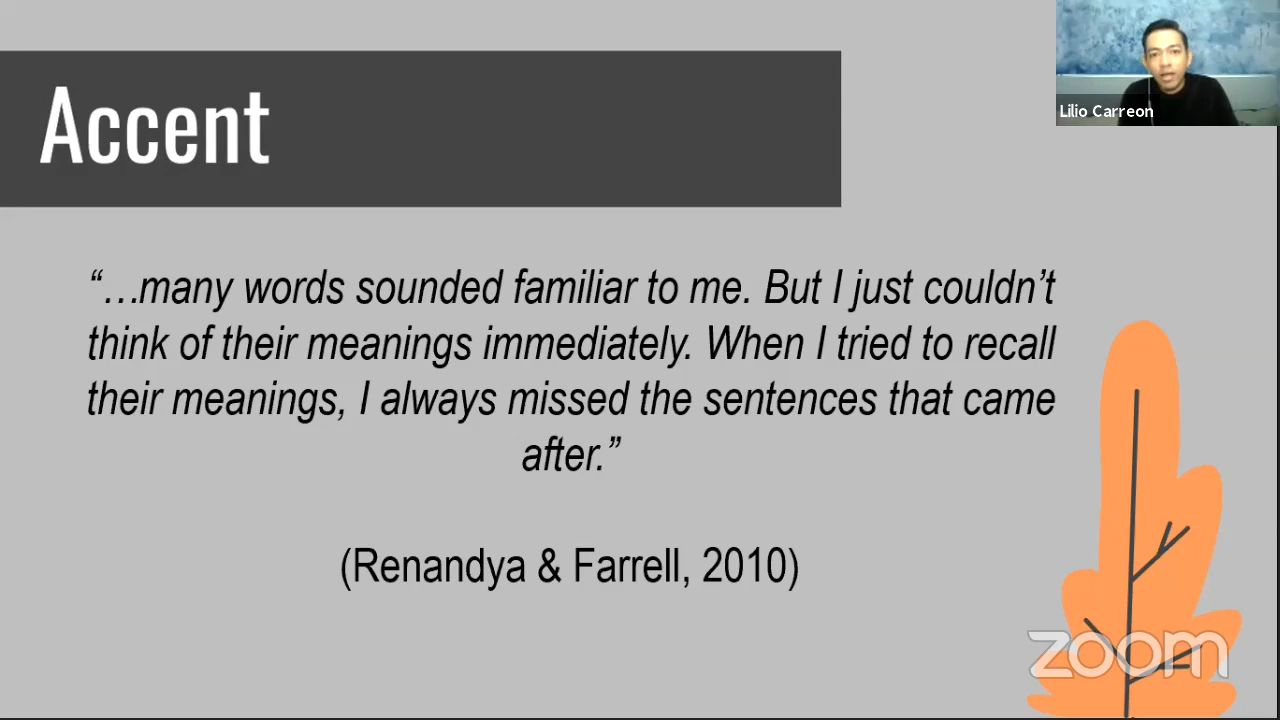 Accent
Lilio Carreon
“…many words sounded familiar to me. But I just couldn’t
think of their meanings immediately. When I tried to recall
their meanings, I always missed the sentences that came
after.”
(Renandya & Farrell, 2010)
zoom